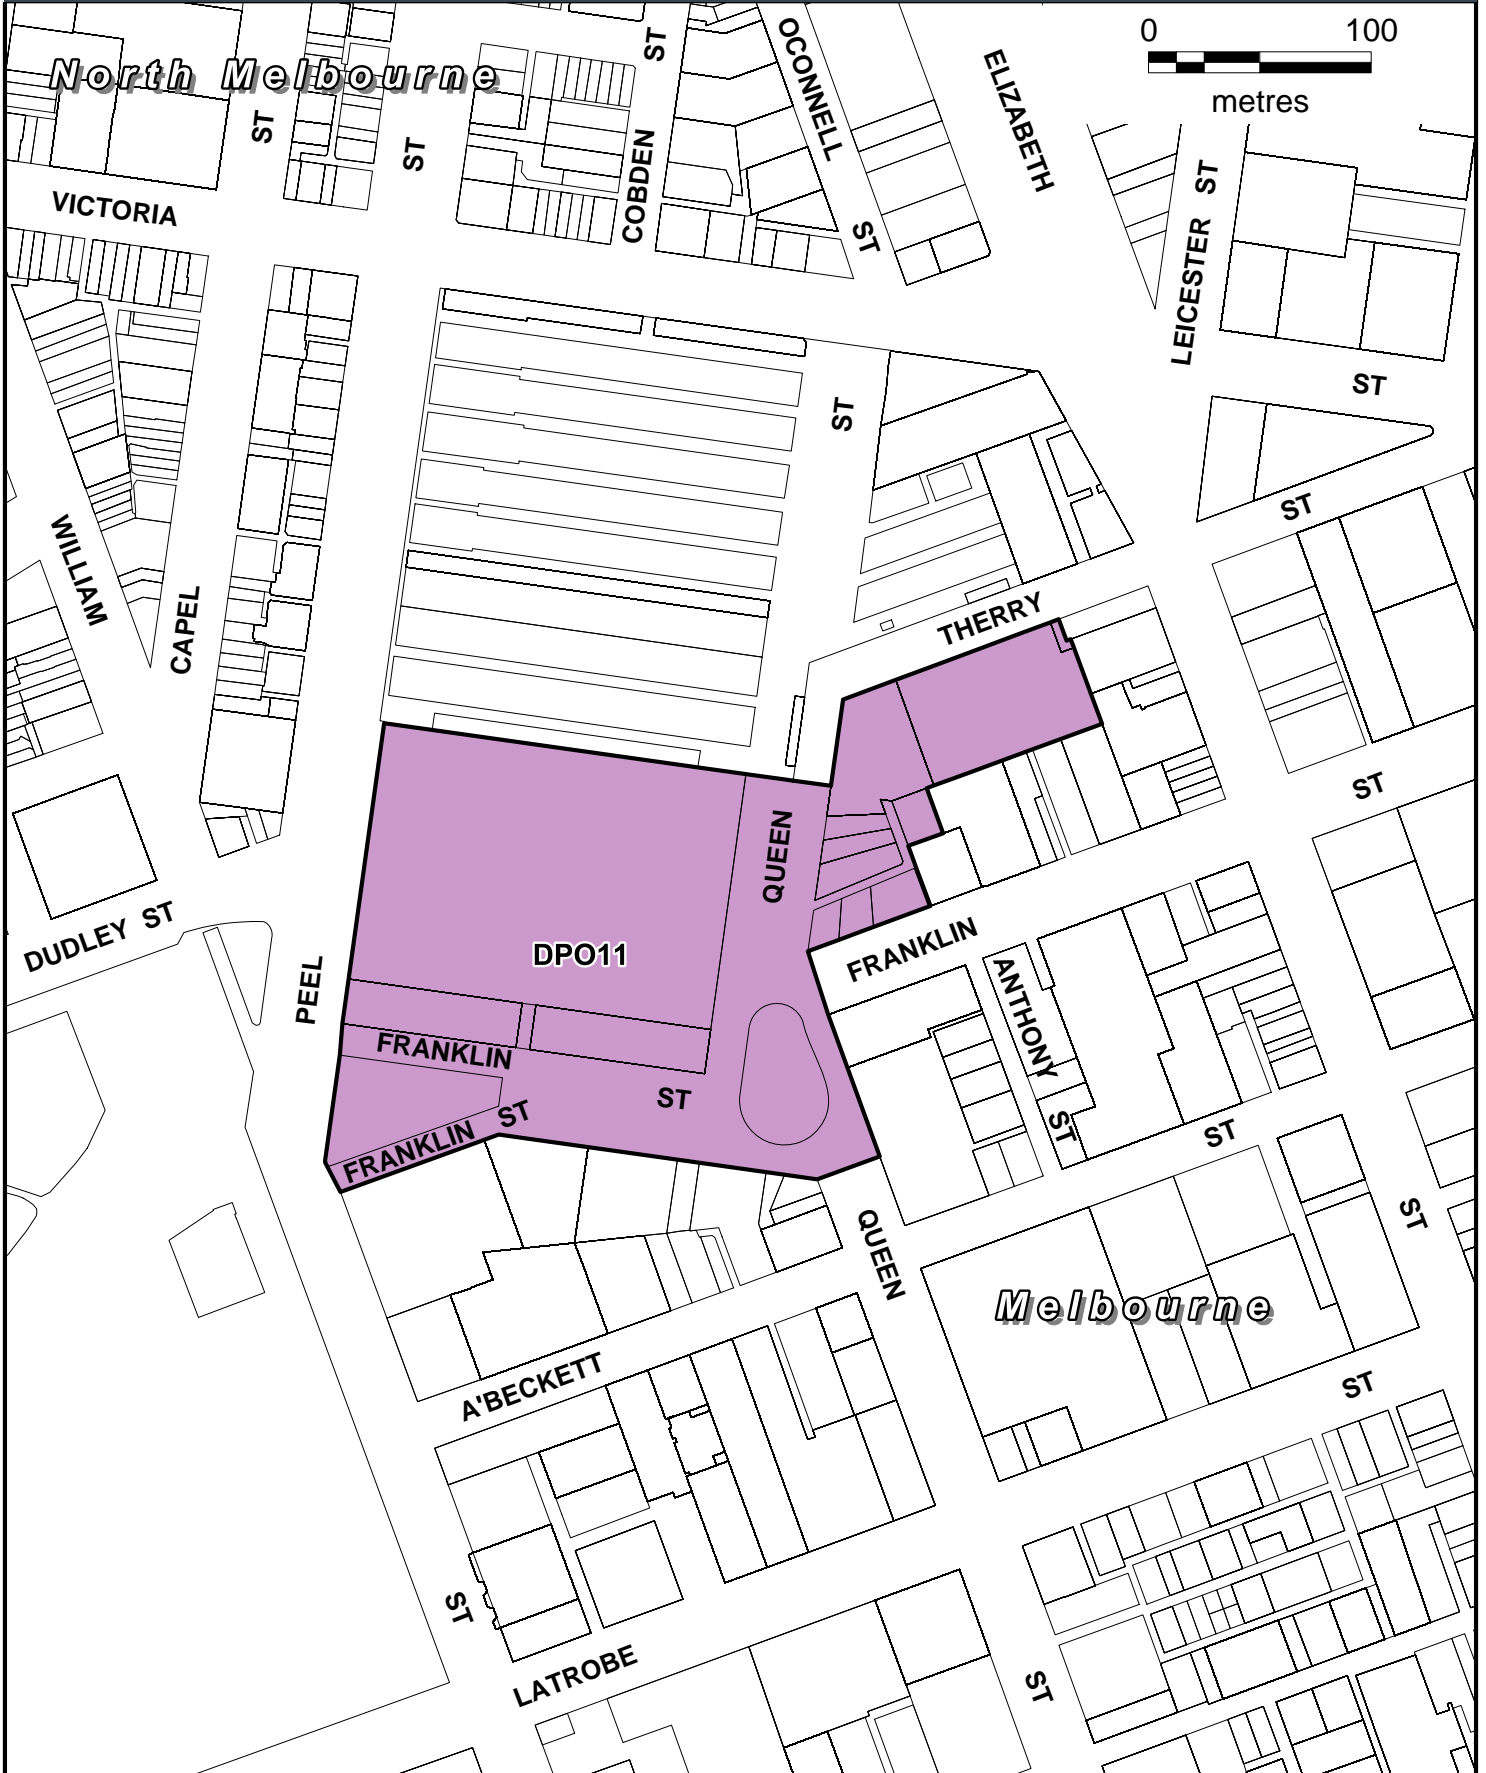 0 100
metres
North Melbourne
ST
ST
ST
OCONNELL
ELIZABETH
COBDEN
VICTORIA
ST
ST
LEICESTER
ST
ST
ST
WILLIAM
CAPEL
THERRY
ST
QUEEN
DUDLEY ST
FRANKLIN
DPO11
PEEL
ANTHONY
FRANKLIN
ST
ST
FRANKLIN
ST
ST
ST
QUEEN
Melbourne
A'BECKETT
ST
ST
LATROBE
ST